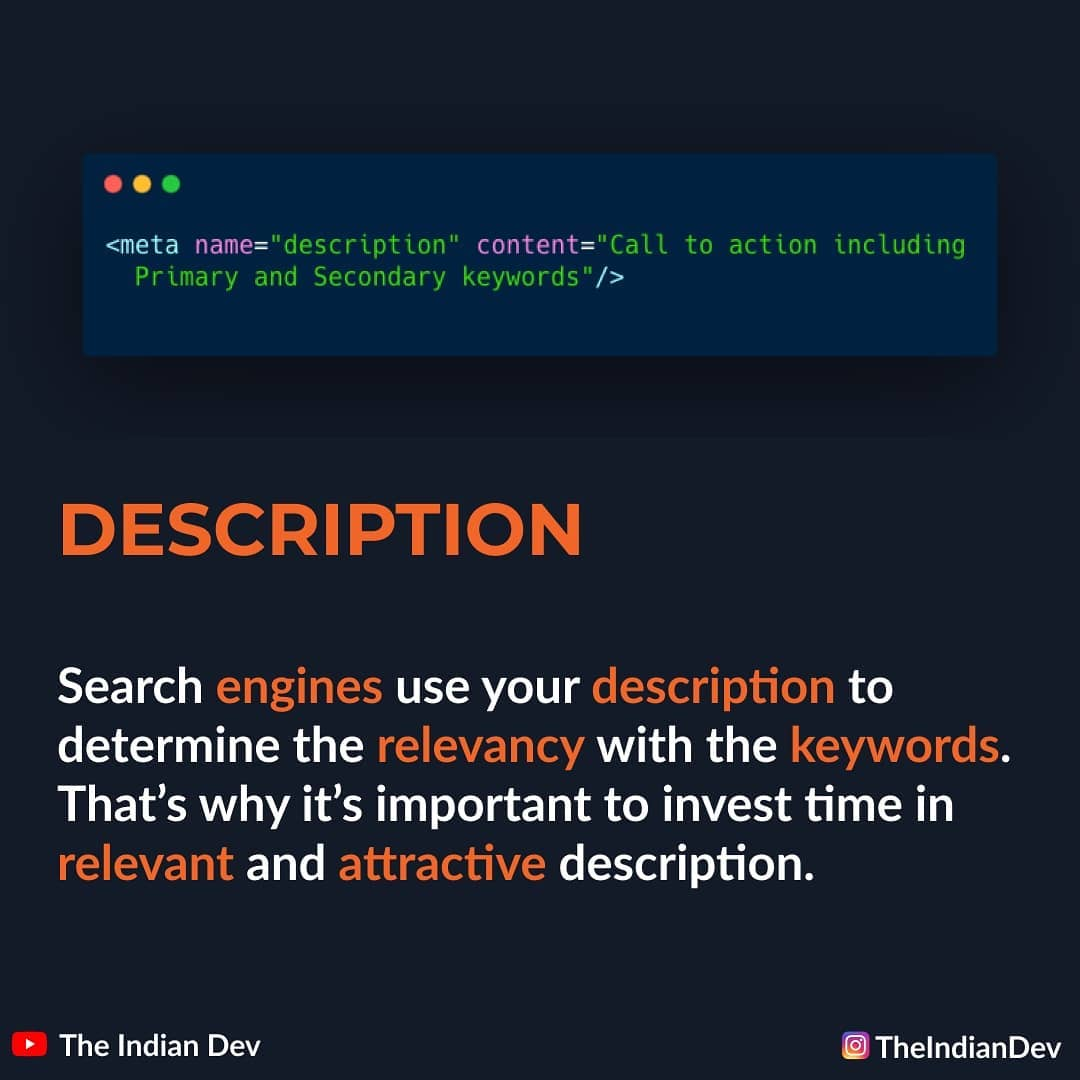 <meta name="description" content="Call to action including
Primary and Secondary keywords"/>
DESCRIPTION
Search engines use your description to
determine the relevancy with the keywords.
That’s why it’s important to invest time in
relevant and attractive description.
The Indian Dev
TheIndianDev